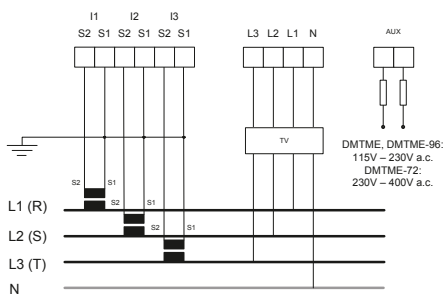 I1 I2 I3
S2 S1 S2 S1 S2 S1 L3 L2 L1 N AUX
TV
DMTME, DMTME-96:
115V – 230V a.c.
DMTME-72:
230V – 400V a.c.
S2 S1
L1 (R) S2 S1
L2 (S) S2 S1
L3 (T)
N